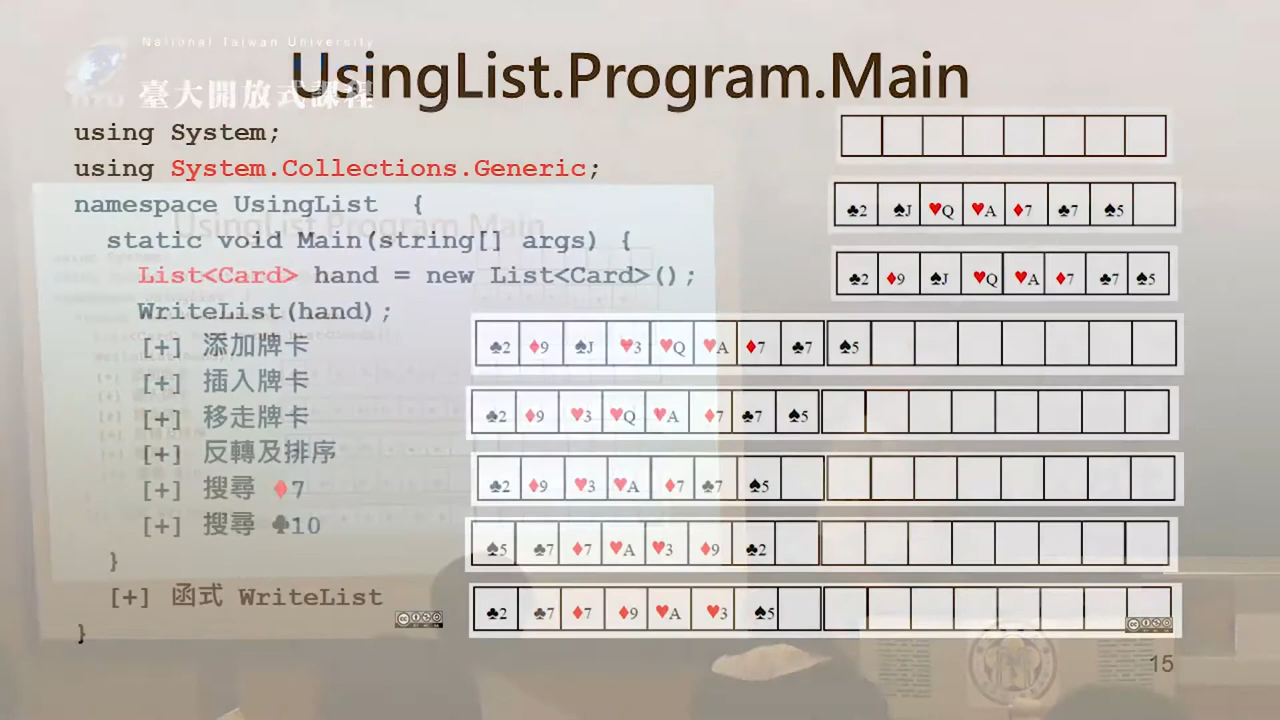 National Taiwan University
臺大開放式課程
UsingList.Program.Main
using System;
using System.Collections.Generic;
namespace UsingList {
static void Main(string[] args) {
List<Card> hand = new List<Card>();
WriteList(hand);
[+] 添加牌卡
[+] 插入牌卡
[+] 移走牌卡
[+] 反轉及排序
[+] 搜尋 ♦7
[+] 搜尋 ♣10
}
[+] 函式 WriteList
}
♣2 ♠J ♥Q ♥A ♦7 ♣7 ♠5
♣2 ♦9 ♠J ♥Q ♥A ♦7 ♣7 ♠5
♣2 ♦9 ♠J ♥3 ♥Q ♥A ♦7 ♣7 ♠5
♣2 ♦9 ♥3 ♥Q ♥A ♦7 ♣7 ♠5
♣2 ♦9 ♥3 ♥A ♦7 ♣7 ♠5
♠5 ♣7 ♦7 ♥A ♥3 ♦9 ♣2
♣2 ♣7 ♦7 ♦9 ♥A ♥3 ♠5
15
UsingList.Program.Main